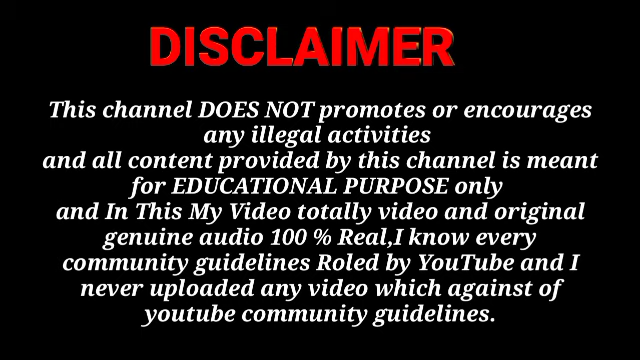 DISCLAIMER
This channel DOES NOT promotes or encourages
any illegal activities
and all content provided by this channel is meant
for EDUCATIONAL PURPOSE only
and In This My Video totally video and original
genuine audio 100 % Real,I know every
community guidelines Roled by YouTube and I
never uploaded any video which against of
youtube community guidelines.